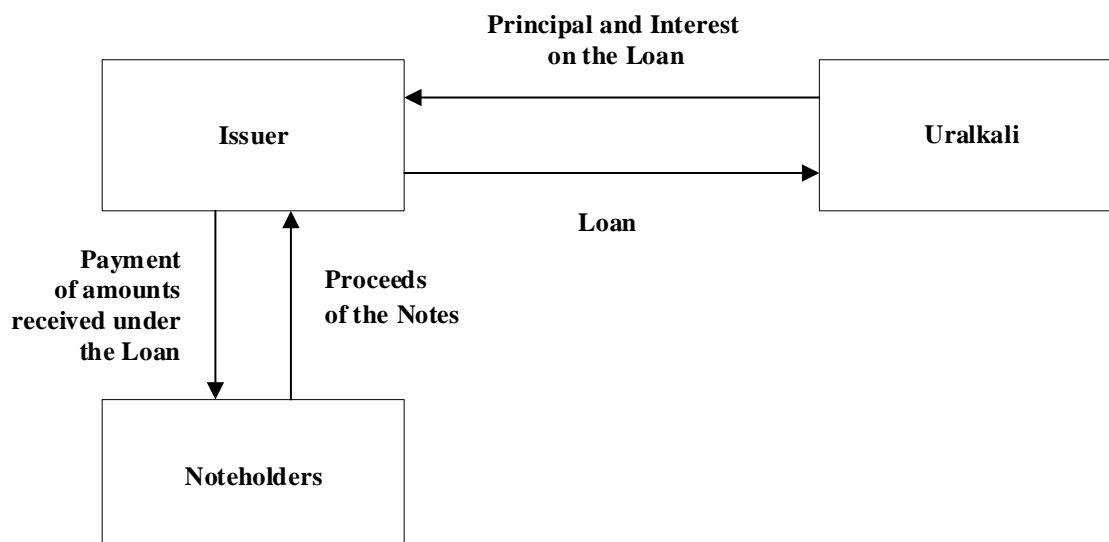 Principal and Interest
on the Loan
Issuer
Uralkali
Loan
Payment
of amounts
received under
the Loan
Proceeds
of the Notes
Noteholders